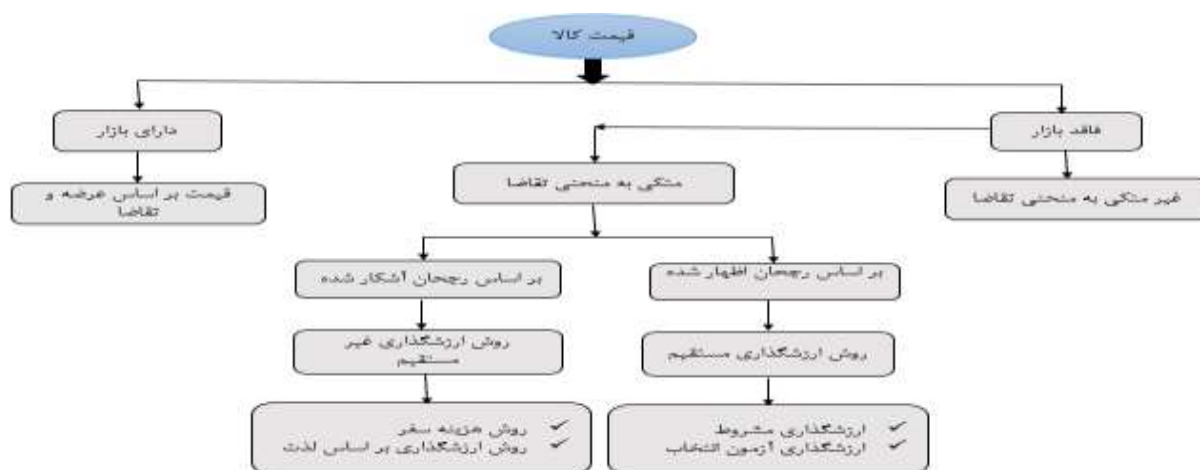 قیمت کالا
فاقد بازار
دارای بازار
متکی به منحنی تقاضا
غیر متکی به منحنی تقاضا
قیمت بر اساس عرضه و
تقاضا
بر اساس رجحان اظهار شده
بر اساس رجحان آشکار شده
روش ارزشگذاری مستقیم
روش ارزشگذاری غیر
مستقیم
ارزشگذاری مشروط
ارزشگذاری آزمون انتخاب
روش هزینه سفر
روش ارزشگذاری بر اساس لذت